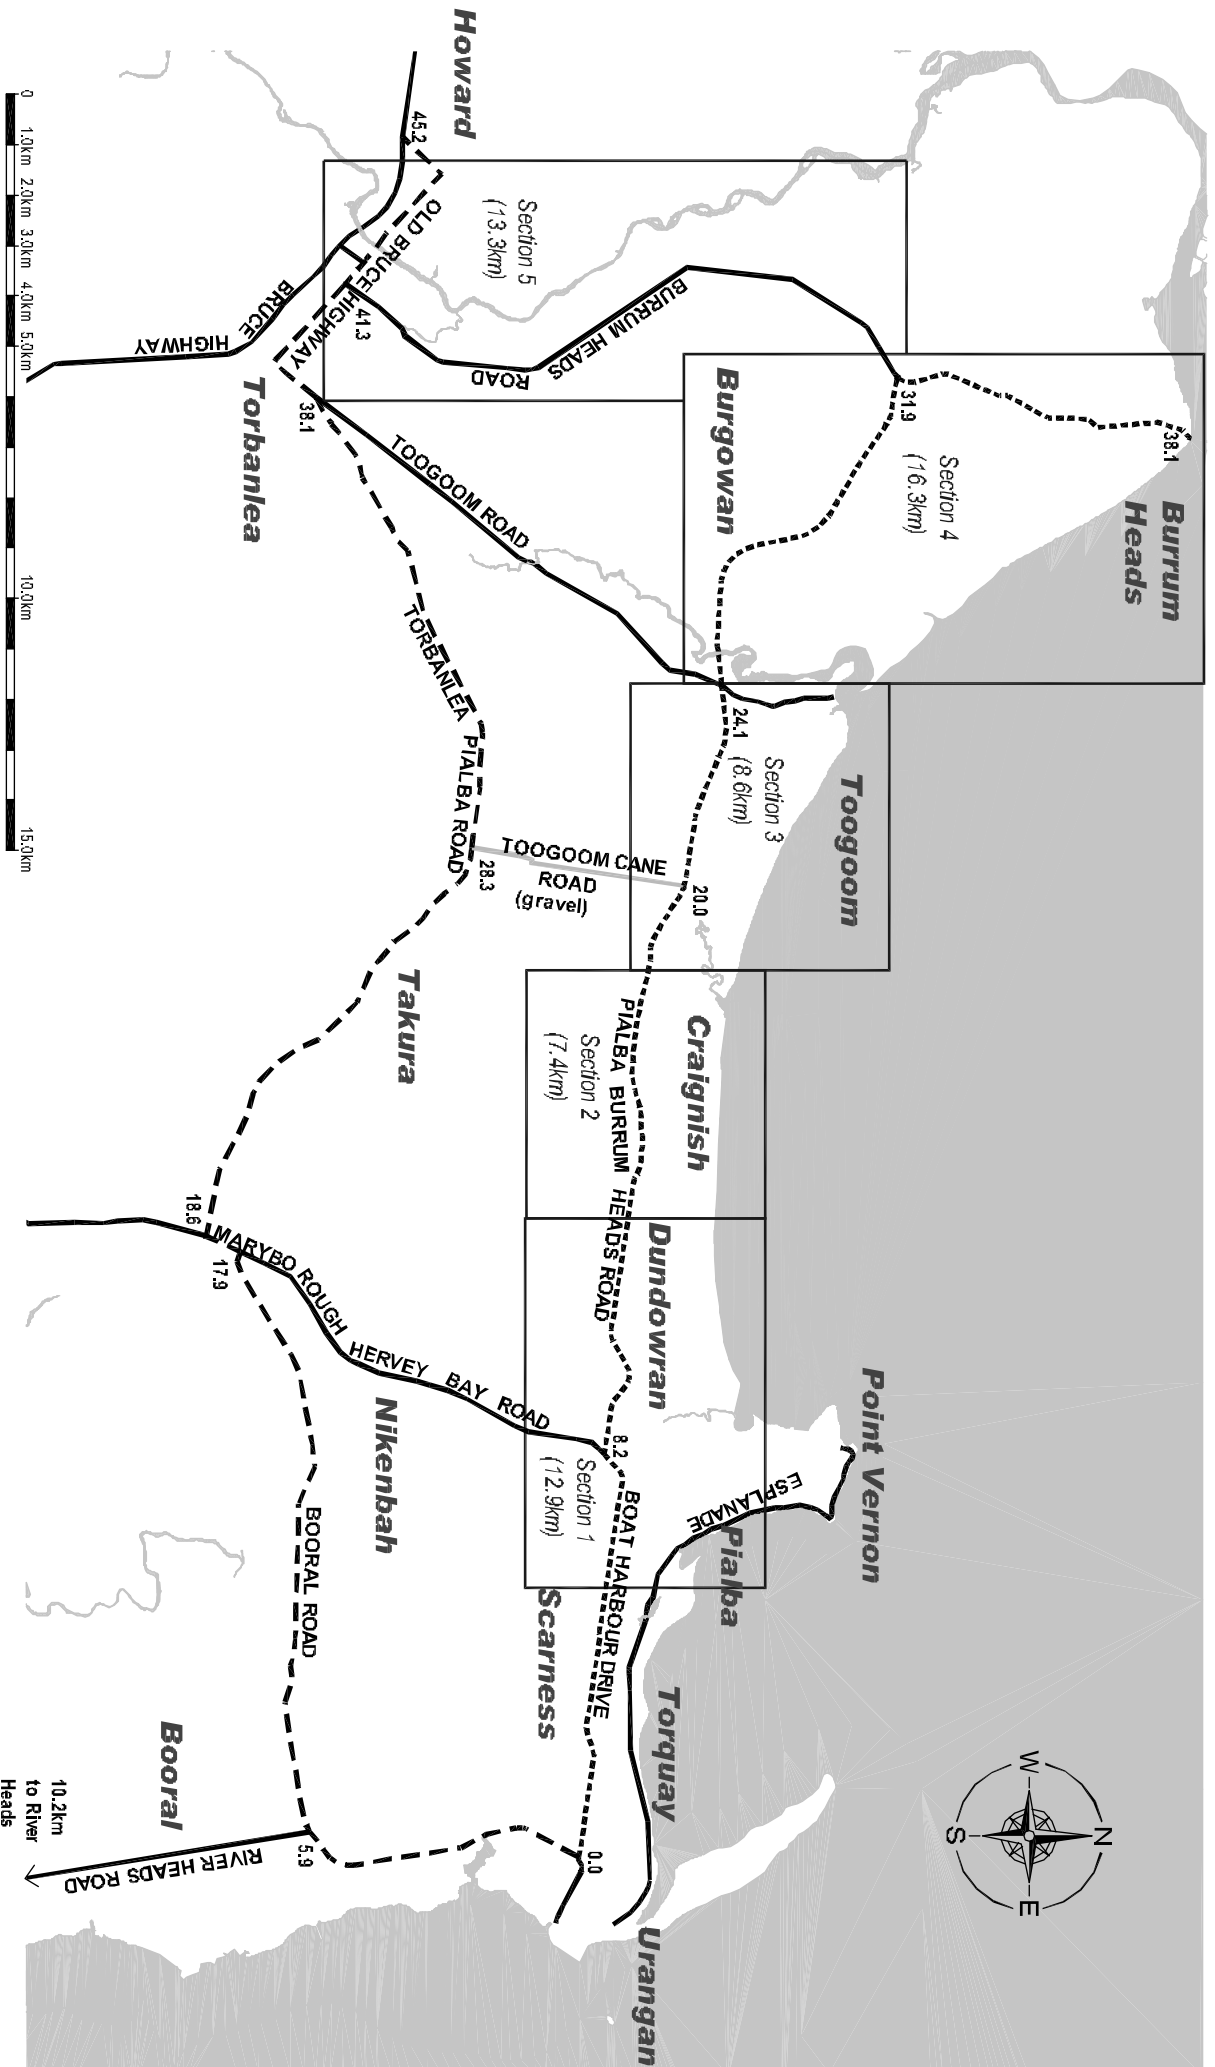 Howard
45.2
Section 5
(13.3km)
OLD BRUCE HIGHWAY
BRUCE HIGHWAY
41.3
BURRUM HEADS ROAD
Torbanlea
38.1
TOOGOOM ROAD
Burgowan
31.9
Section 4
(16.3km)
38.1
Burrum
Heads
TORBANLEA PIALBA ROAD
28.3
TOOGOOM CANE
ROAD
(gravel)
24.1
Section 3
(8.6km)
Toogoom
20.0
Takura
Craignish
Section 2
(7.4km)
PIALBA BURRUM HEADS ROAD
Dundowran
18.6
17.9
MARYBOROUGH HERVEY BAY ROAD
Nikenbah
8.2
Section 1
(12.9km)
BOAT HARBOUR DRIVE
ESPLANADE
Point Vernon
Pialba
Scarness
Torquay
Urangan
BOORAL ROAD
Booral
0.0
5.9
RIVER HEADS ROAD
10.2km
to River
Heads
N
E
S
W
0
1.0km
2.0km
3.0km
4.0km
5.0km
10.0km
15.0km